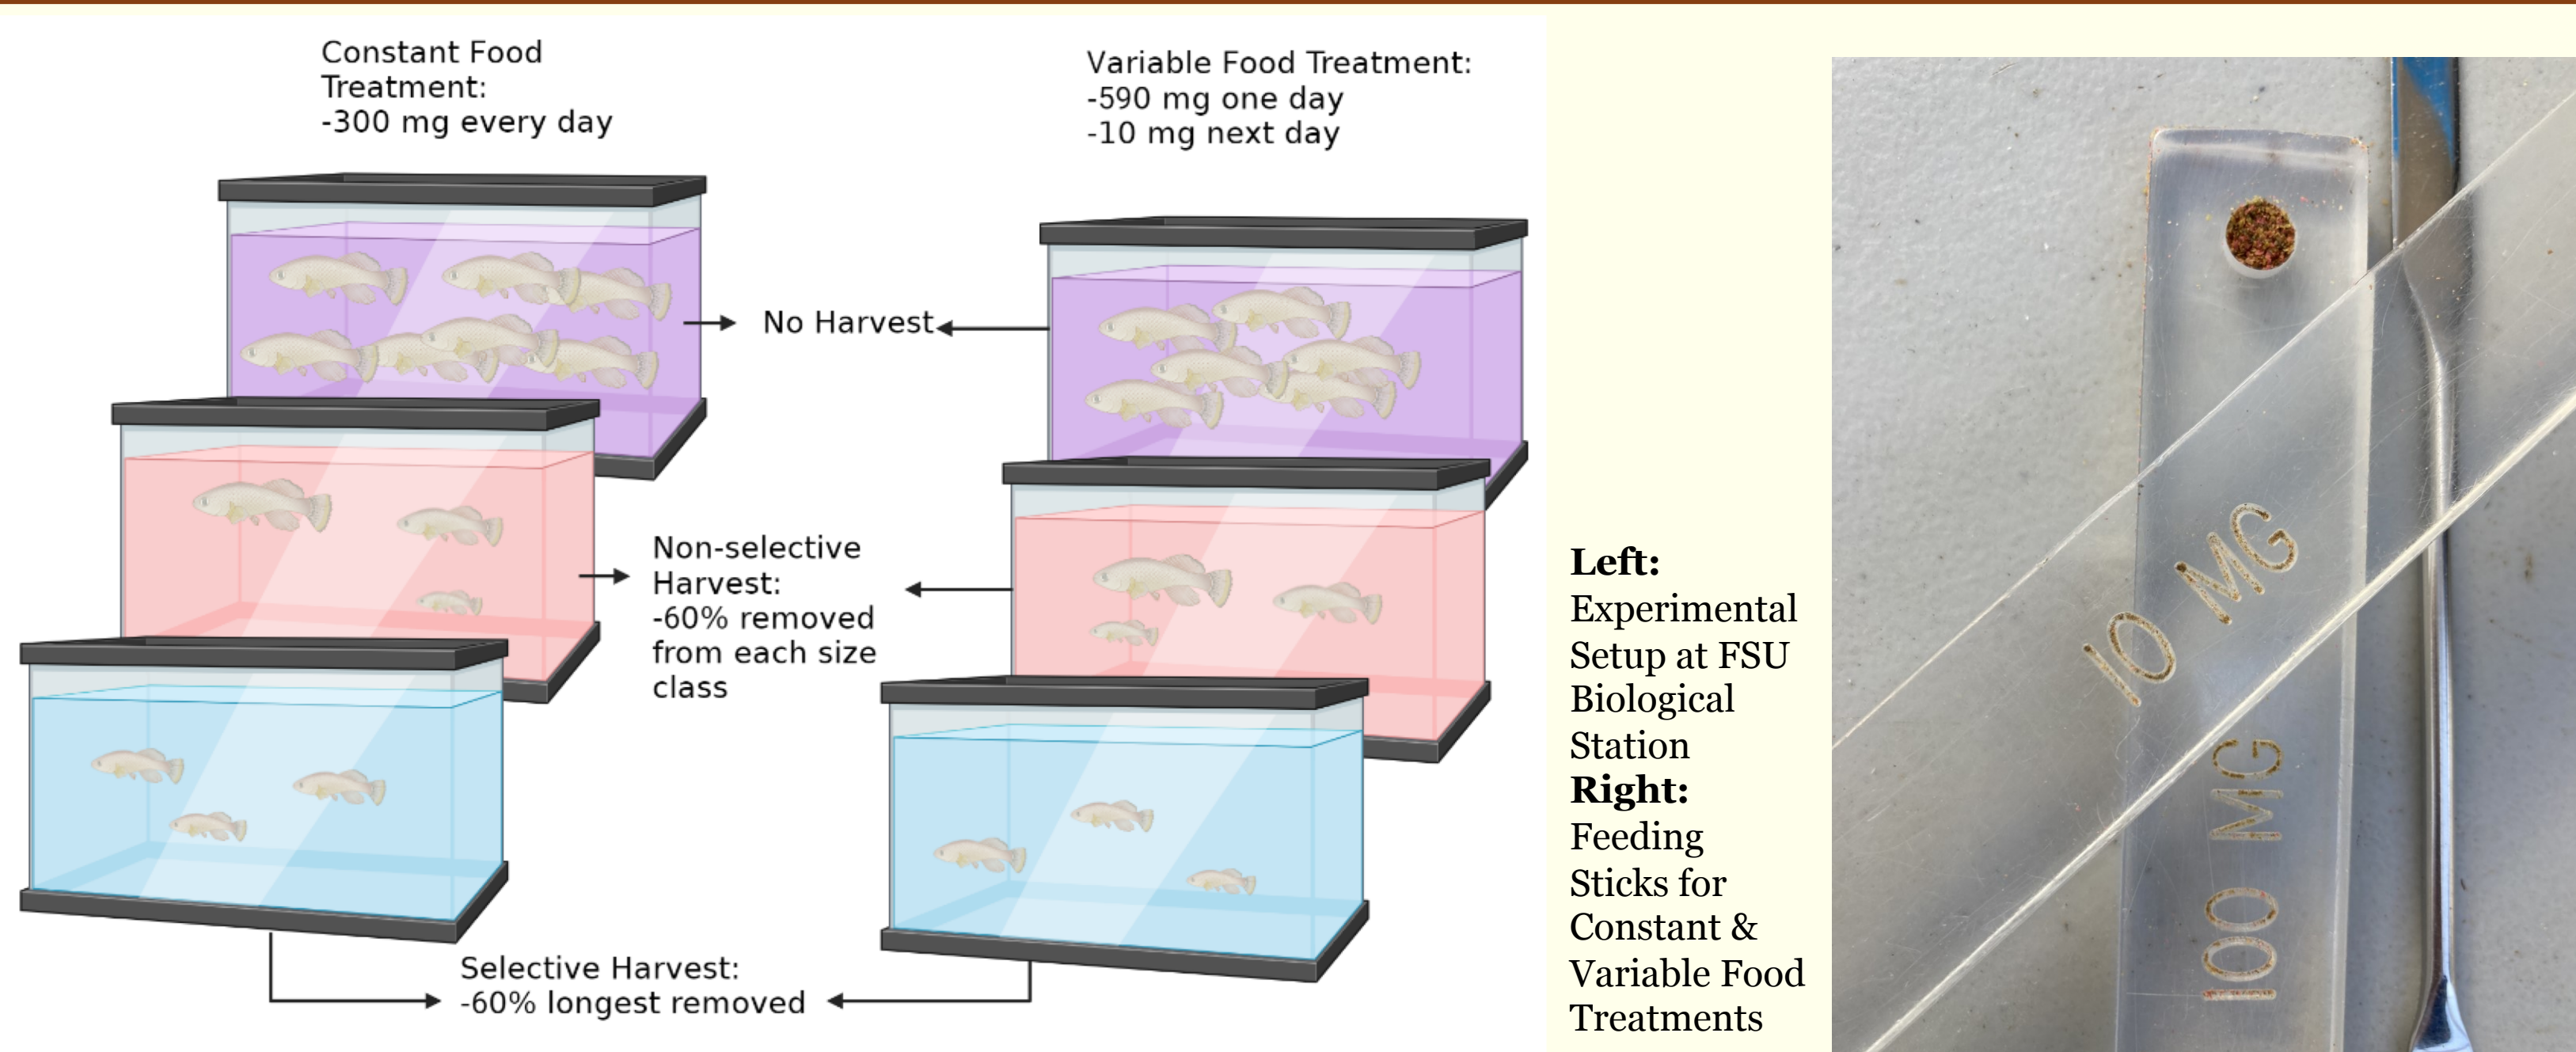 Constant Food
Treatment:
-300 mg every day
Variable Food Treatment:
-590 mg one day
-10 mg next day
No Harvest
Non-selective
Harvest:
-60% removed
from each size
class
Selective Harvest:
-60% longest removed
Left:
Experimental
Setup at FSU
Biological
Station
Right:
Feeding
Sticks for
Constant &
Variable Food
Treatments
10 MG
100 MG